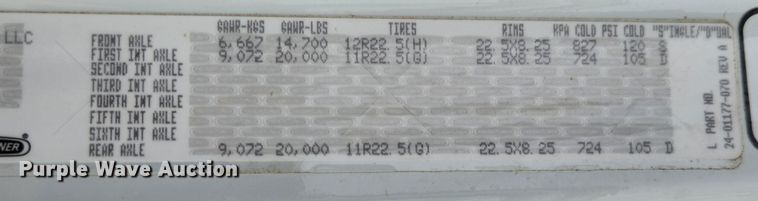 GAWR-KGS GAWR-LBS TIRES RIMS KPA COLD PSI COLD "S"INGLE/"D"UAL
LLC
FRONT AXLE 6,667 14,700 12R22.5(H) 22.5X8.25 827 120 S
FIRST INT AXLE 9,072 20,000 11R22.5(G) 22.5X8.25 724 105 D
SECOND INT AXLE
THIRD INT AXLE
FOURTH INT AXLE
FIFTH INT AXLE
SIXTH INT AXLE
REAR AXLE 9,072 20,000 11R22.5(G) 22.5X8.25 724 105 D
L PART NO.
24-01177-070 REV A
NER
Purple Wave Auction